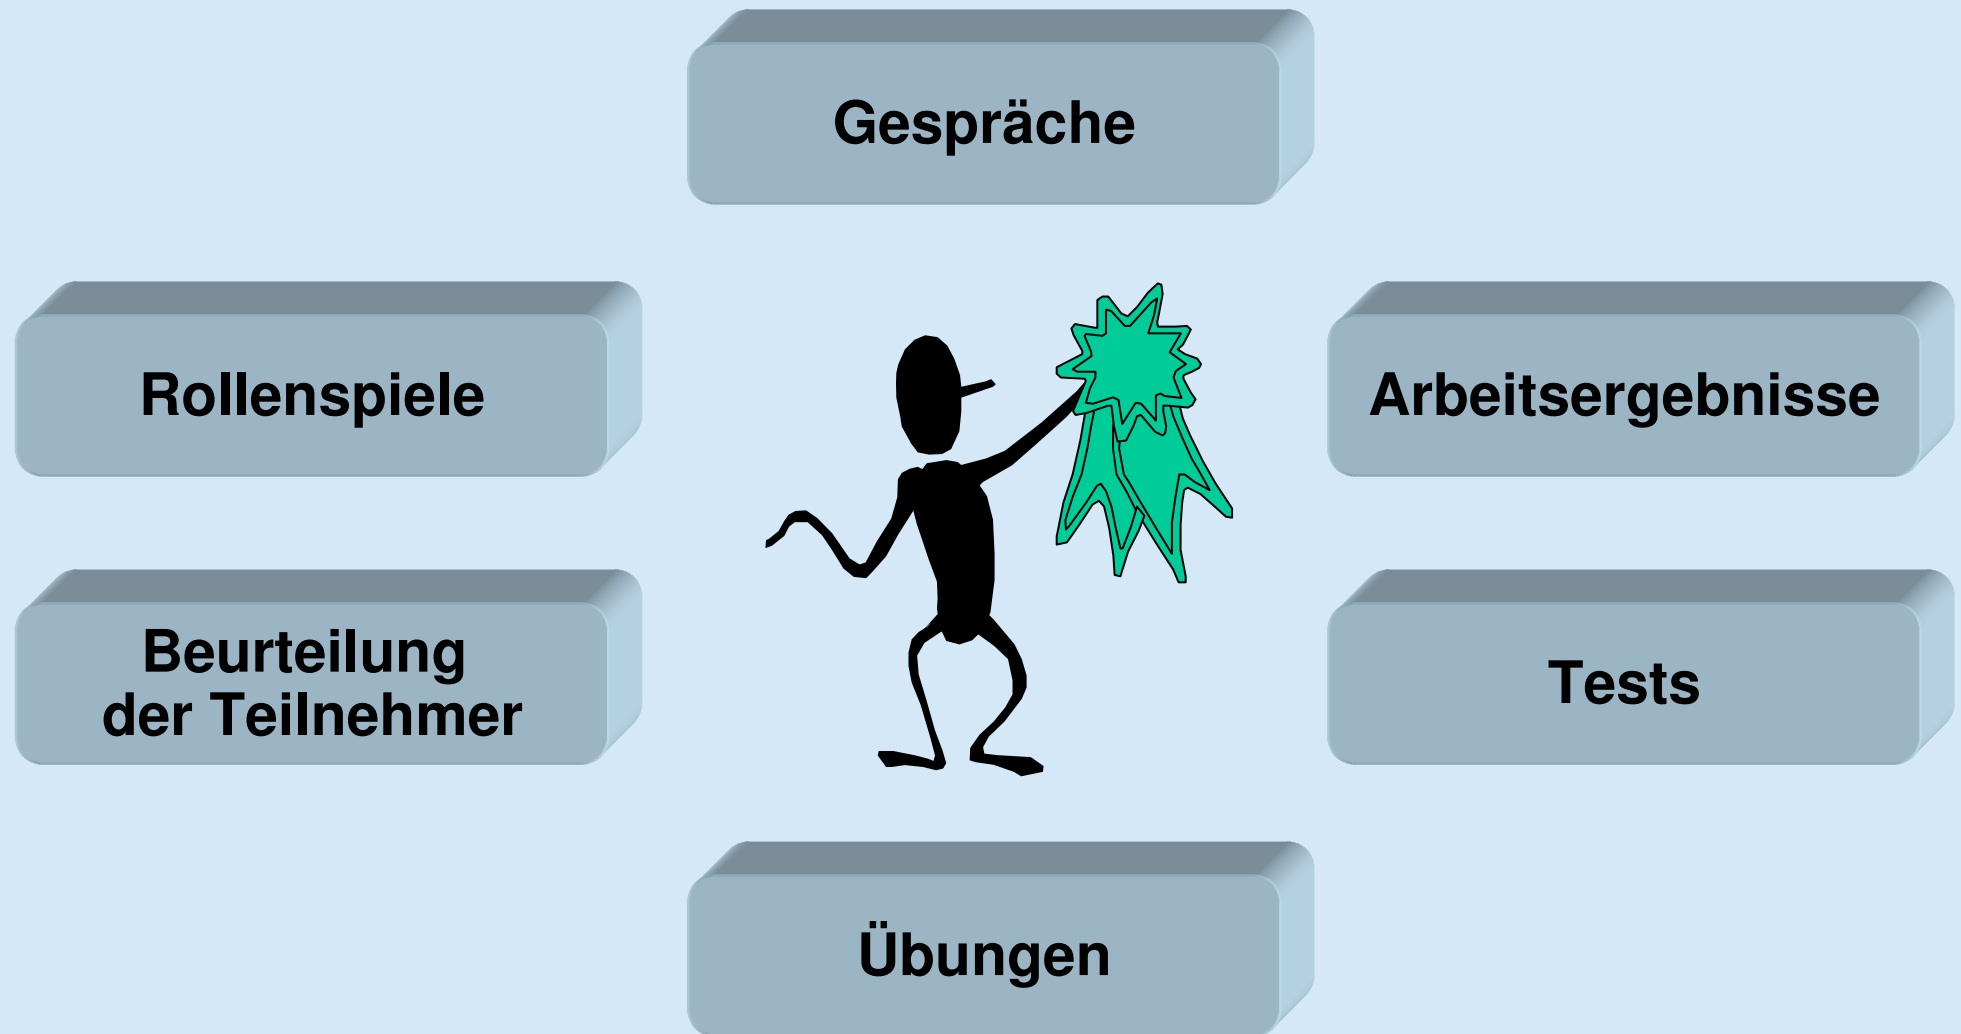 Gespräche
Rollenspiele
Arbeitsergebnisse
Beurteilung
der Teilnehmer
Tests
Übungen